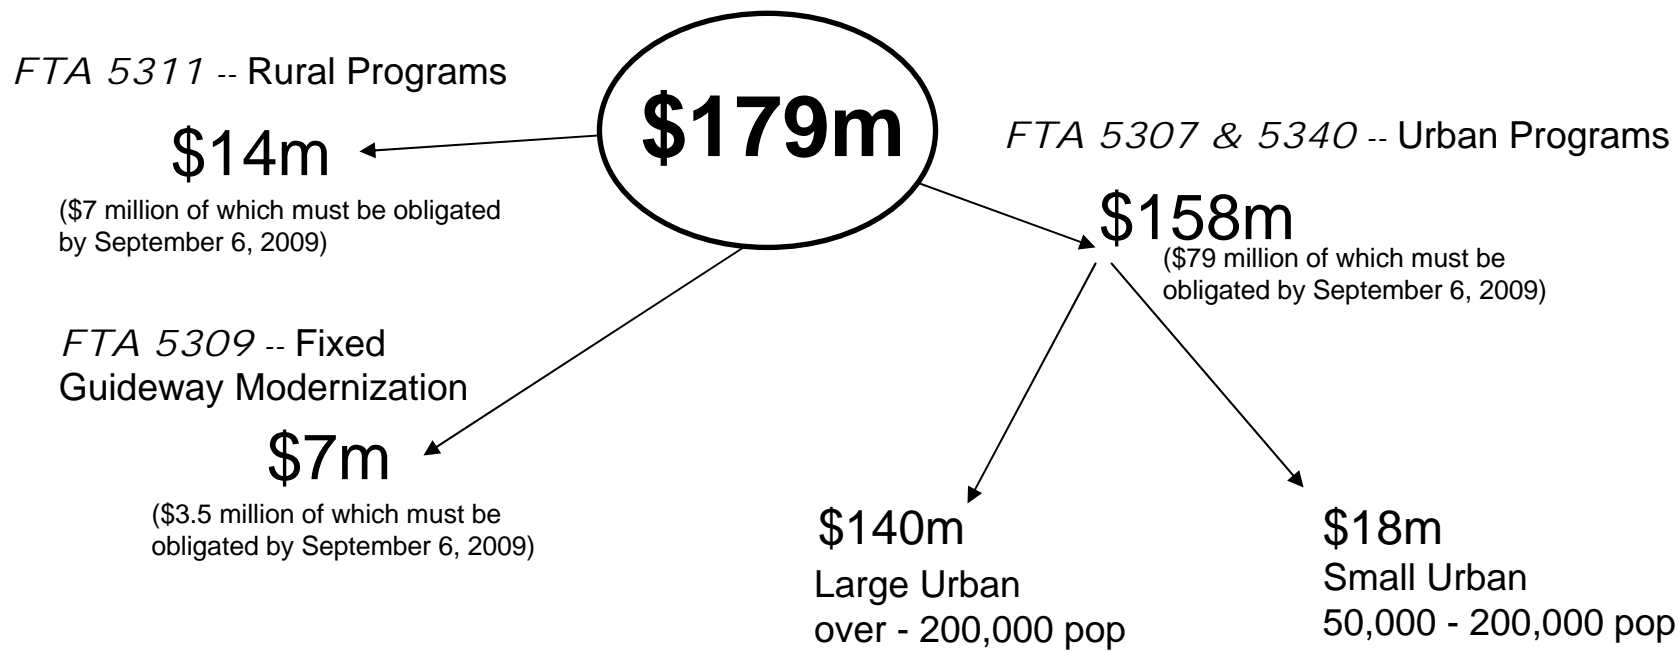 $179m
FTA 5311 -- Rural Programs
$14m
($7 million of which must be obligated
by September 6, 2009)
FTA 5307 & 5340 -- Urban Programs
$158m
($79 million of which must be
obligated by September 6, 2009)
FTA 5309 -- Fixed
Guideway Modernization
$7m
($3.5 million of which must be
obligated by September 6, 2009)
$140m
Large Urban
over - 200,000 pop
$18m
Small Urban
50,000 - 200,000 pop